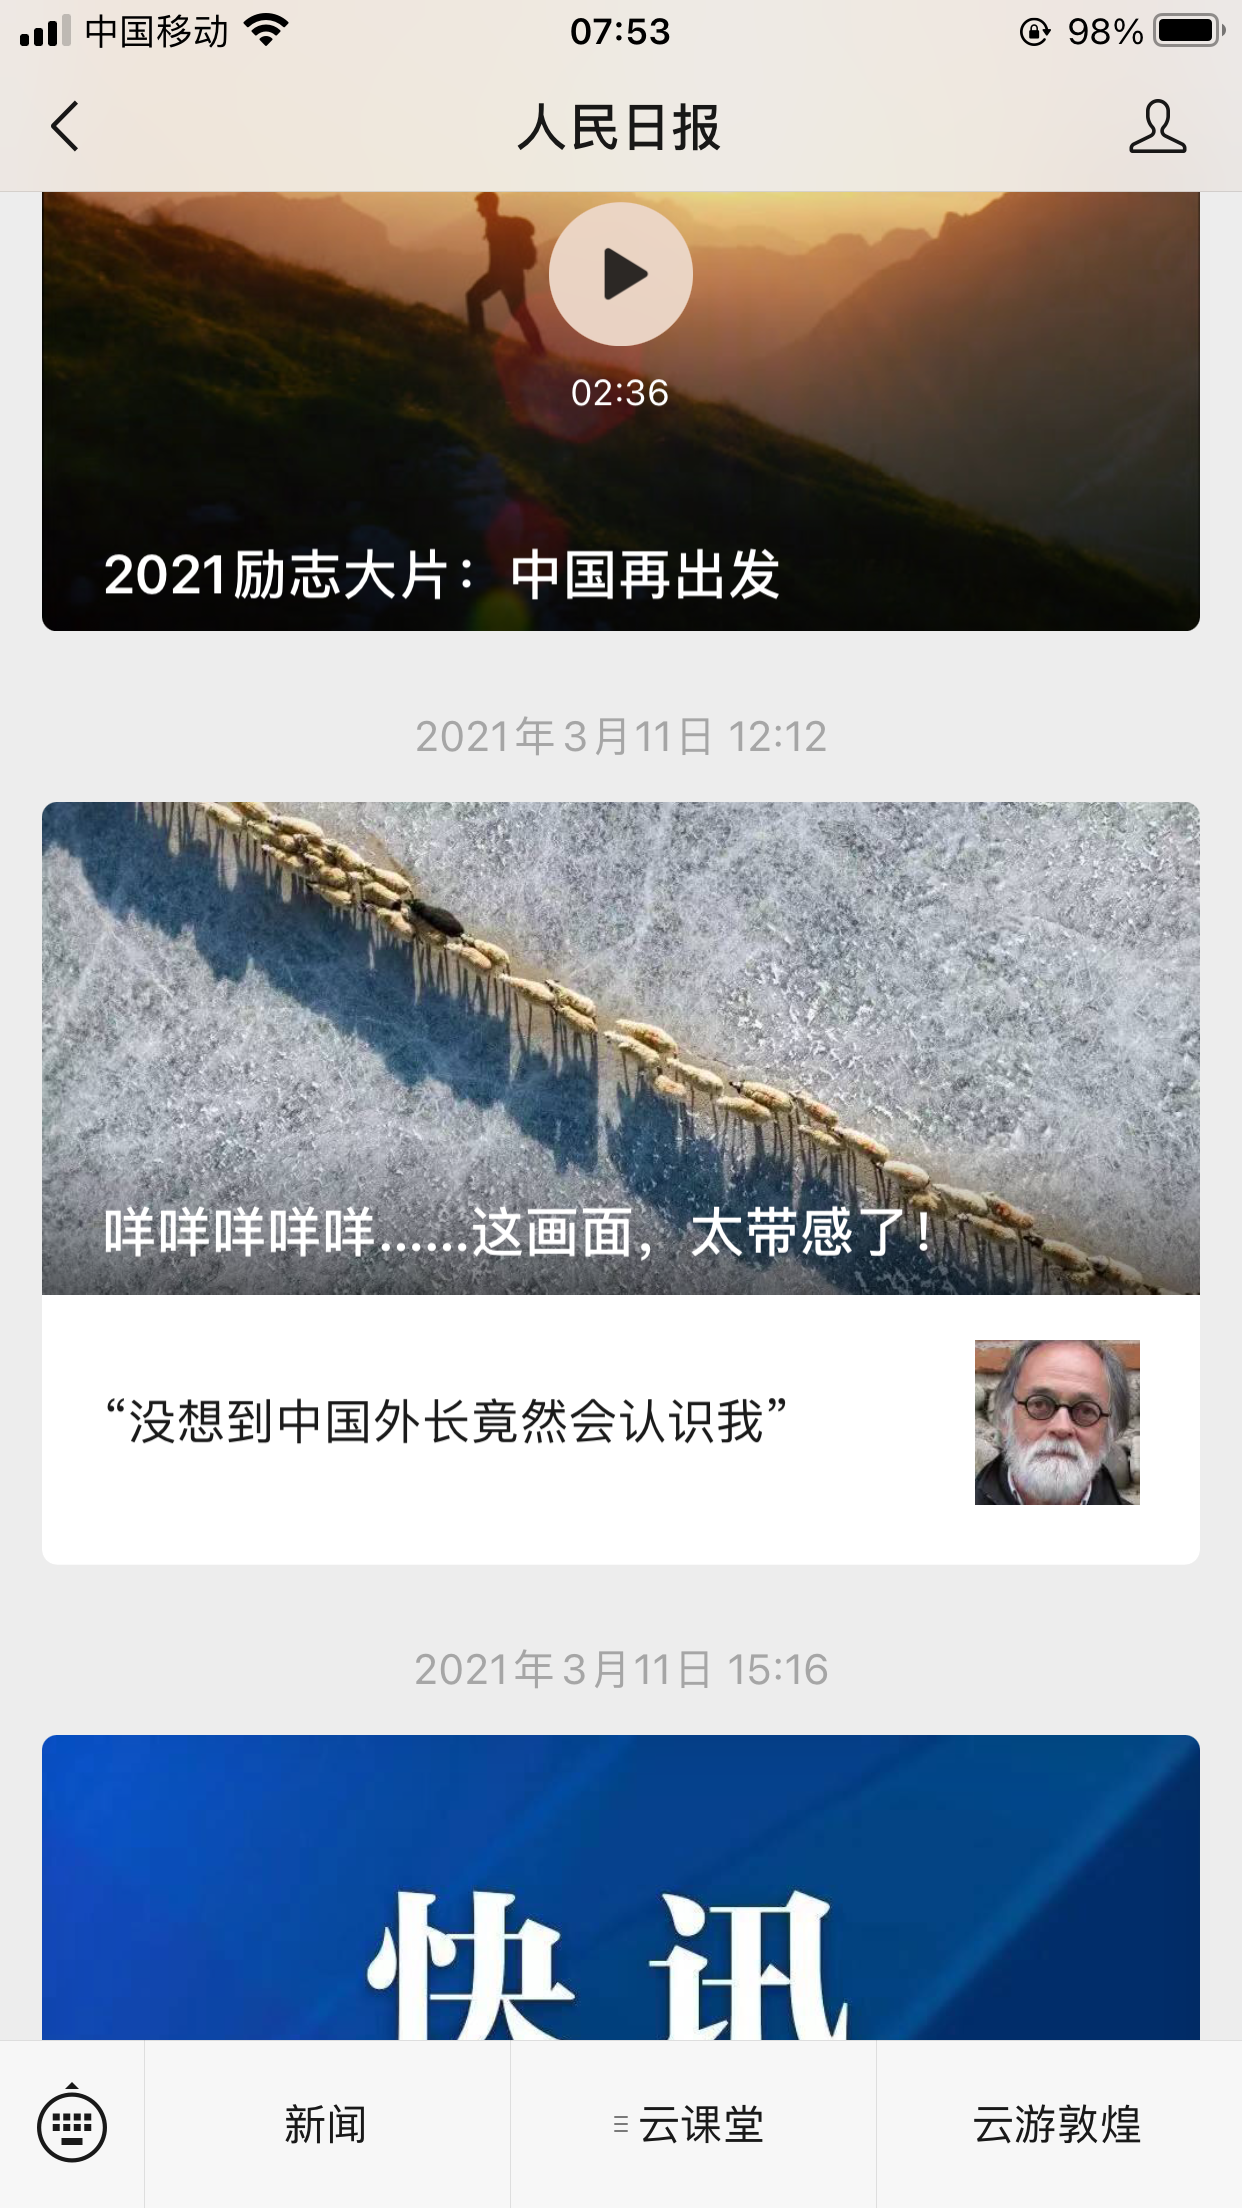 中国移动
07:53
98%
人民日报
02:36
2021励志大片：中国再出发
2021年3月11日 12:12
咩咩咩咩咩……这画面，太带感了！
“没想到中国外长竟然会认识我”
2021年3月11日 15:16
快讯
新闻
云课堂
云游敦煌